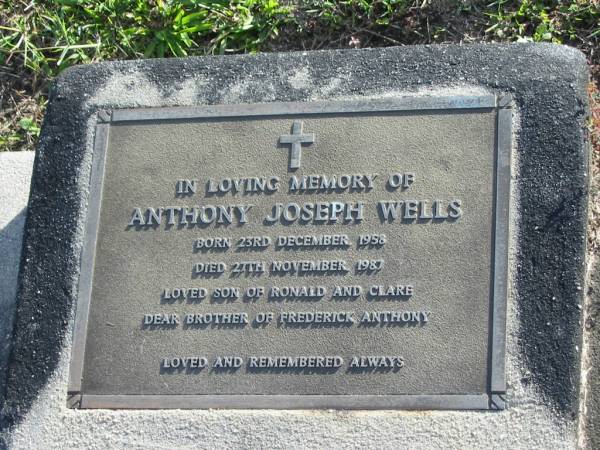 IN LOVING MEMORY OF
ANTHONY JOSEPH WELLS
BORN 23RD DECEMBER, 1958
DIED 27TH NOVEMBER, 1987
LOVED SON OF RONALD AND CLARE
DEAR BROTHER OF FREDERICK ANTHONY
LOVED AND REMEMBERED ALWAYS